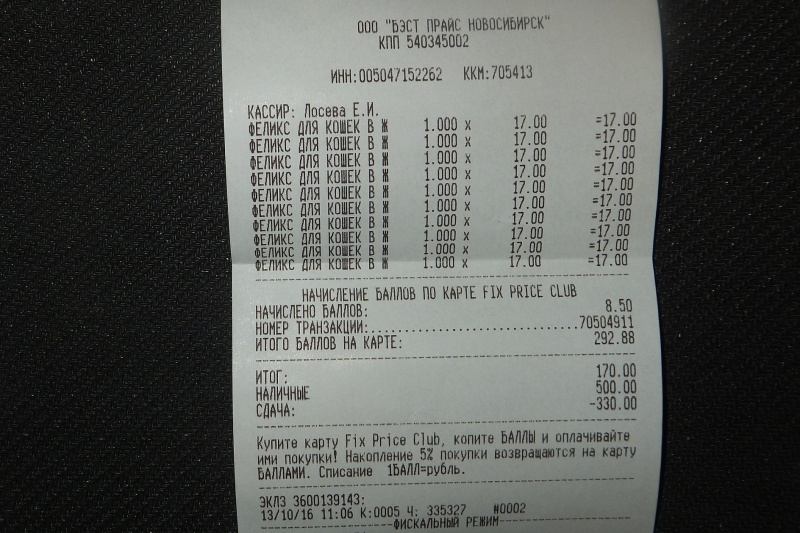 ООО "БЭСТ ПРАЙС НОВОСИБИРСК"
КПП 540345002
ИНН:005047152262 ККМ:705413
КАССИР: Лосева Е.И.
ФЕЛИКС ДЛЯ КОШЕК В Ж 1.000 x 17.00 =17.00
ФЕЛИКС ДЛЯ КОШЕК В Ж 1.000 x 17.00 =17.00
ФЕЛИКС ДЛЯ КОШЕК В Ж 1.000 x 17.00 =17.00
ФЕЛИКС ДЛЯ КОШЕК В Ж 1.000 x 17.00 =17.00
ФЕЛИКС ДЛЯ КОШЕК В Ж 1.000 x 17.00 =17.00
ФЕЛИКС ДЛЯ КОШЕК В Ж 1.000 x 17.00 =17.00
ФЕЛИКС ДЛЯ КОШЕК В Ж 1.000 x 17.00 =17.00
ФЕЛИКС ДЛЯ КОШЕК В Ж 1.000 x 17.00 =17.00
ФЕЛИКС ДЛЯ КОШЕК В Ж 1.000 x 17.00 =17.00
ФЕЛИКС ДЛЯ КОШЕК В Ж 1.000 x 17.00 =17.00
НАЧИСЛЕНИЕ БАЛЛОВ ПО КАРТЕ FIX PRICE CLUB
НАЧИСЛЕНО БАЛЛОВ: 8.50
НОМЕР ТРАНЗАКЦИИ:...............................70504911
ИТОГО БАЛЛОВ НА КАРТЕ: 292.88
ИТОГ: 170.00
НАЛИЧНЫЕ 500.00
СДАЧА: -330.00
Купите карту Fix Price Club, копите БАЛЛЫ и оплачивайте
ими покупки! Накопление 5% покупки возвращаются на карту
БАЛЛАМИ. Списание 1БАЛЛ=рубль.
ЭКЛЗ 3600139143:
13/10/16 11:06 К:0005 Ч: 335327 #0002
ФИСКАЛЬНЫЙ РЕЖИМ